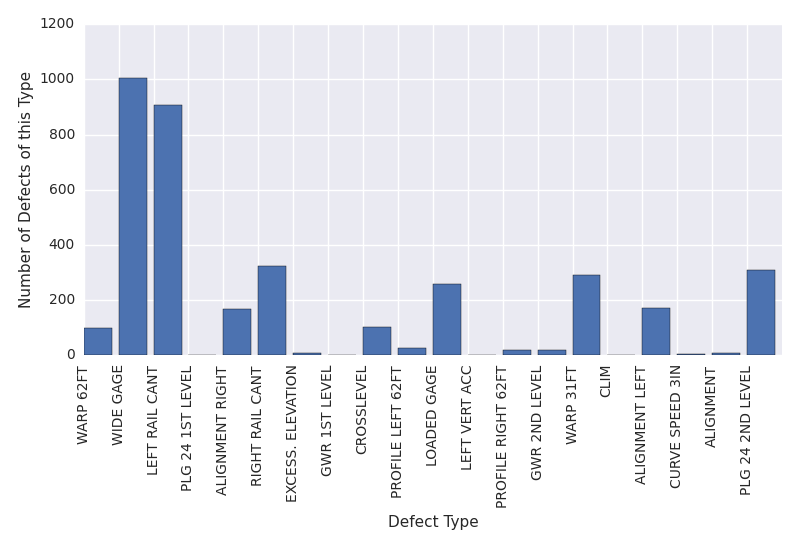 1200
1000
800
600
400
200
0
Number of Defects of this Type
WARP 62FT
WIDE GAGE
LEFT RAIL CANT
PLG 24 1ST LEVEL
ALIGNMENT RIGHT
RIGHT RAIL CANT
EXCESS. ELEVATION
GWR 1ST LEVEL
CROSSLEVEL
PROFILE LEFT 62FT
LOADED GAGE
LEFT VERT ACC
PROFILE RIGHT 62FT
GWR 2ND LEVEL
WARP 31FT
CLIM
ALIGNMENT LEFT
CURVE SPEED 3IN
ALIGNMENT
PLG 24 2ND LEVEL
Defect Type